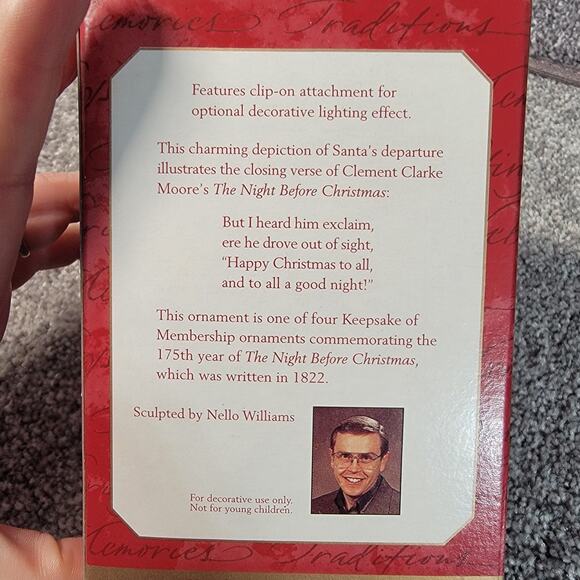 Memories Traditions
Features clip-on attachment for
optional decorative lighting effect.
This charming depiction of Santa's departure
illustrates the closing verse of Clement Clarke
Moore's The Night Before Christmas:
But I heard him exclaim,
ere he drove out of sight,
"Happy Christmas to all,
and to all a good night!"
This ornament is one of four Keepsake of
Membership ornaments commemorating the
175th year of The Night Before Christmas,
which was written in 1822.
Sculpted by Nello Williams
For decorative use only.
Not for young children.
Memories Traditions